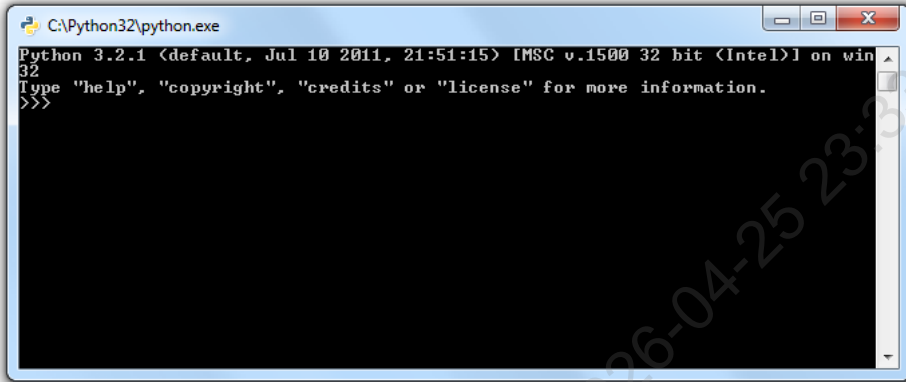 C:\Python32\python.exe
Python 3.2.1 (default, Jul 10 2011, 21:51:15) [MSC v.1500 32 bit (Intel)] on win
32
Type "help", "copyright", "credits" or "license" for more information.
>>>